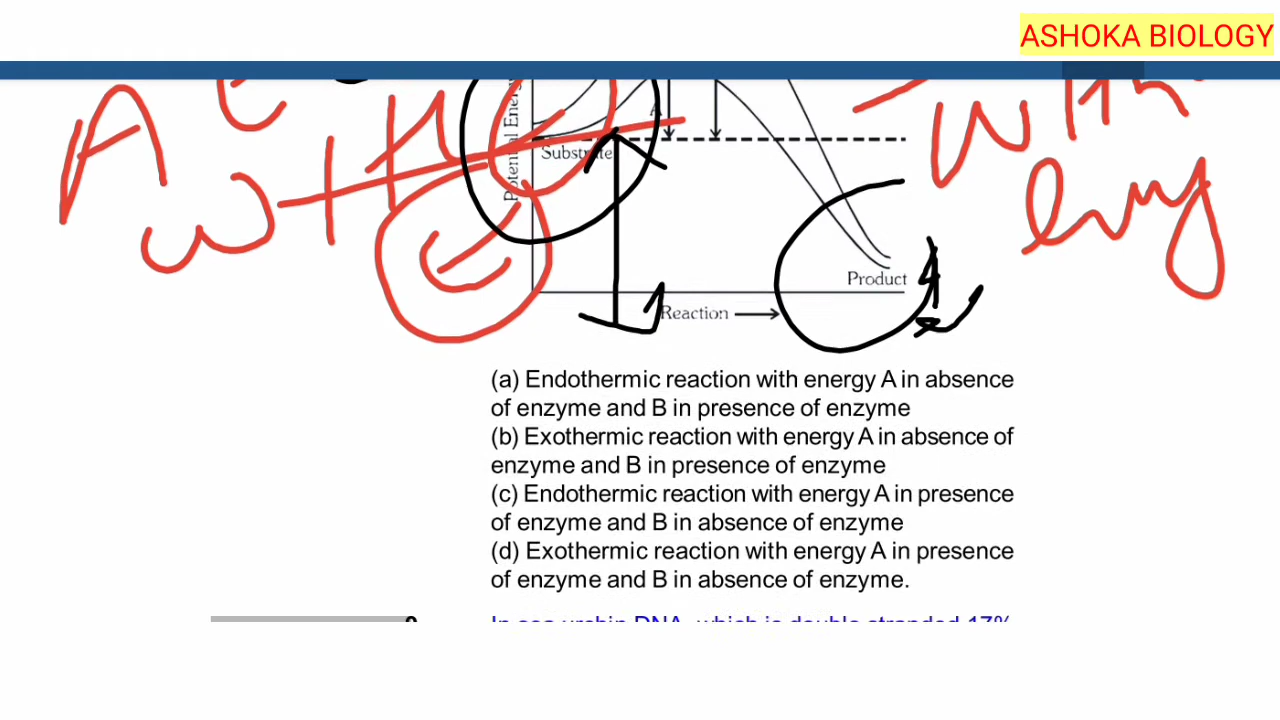 ASHOKA BIOLOGY
A
with
Substrate
E
eny
Product
Reaction
(a) Endothermic reaction with energy A in absence
of enzyme and B in presence of enzyme
(b) Exothermic reaction with energy A in absence of
enzyme and B in presence of enzyme
(c) Endothermic reaction with energy A in presence
of enzyme and B in absence of enzyme
(d) Exothermic reaction with energy A in presence
of enzyme and B in absence of enzyme.